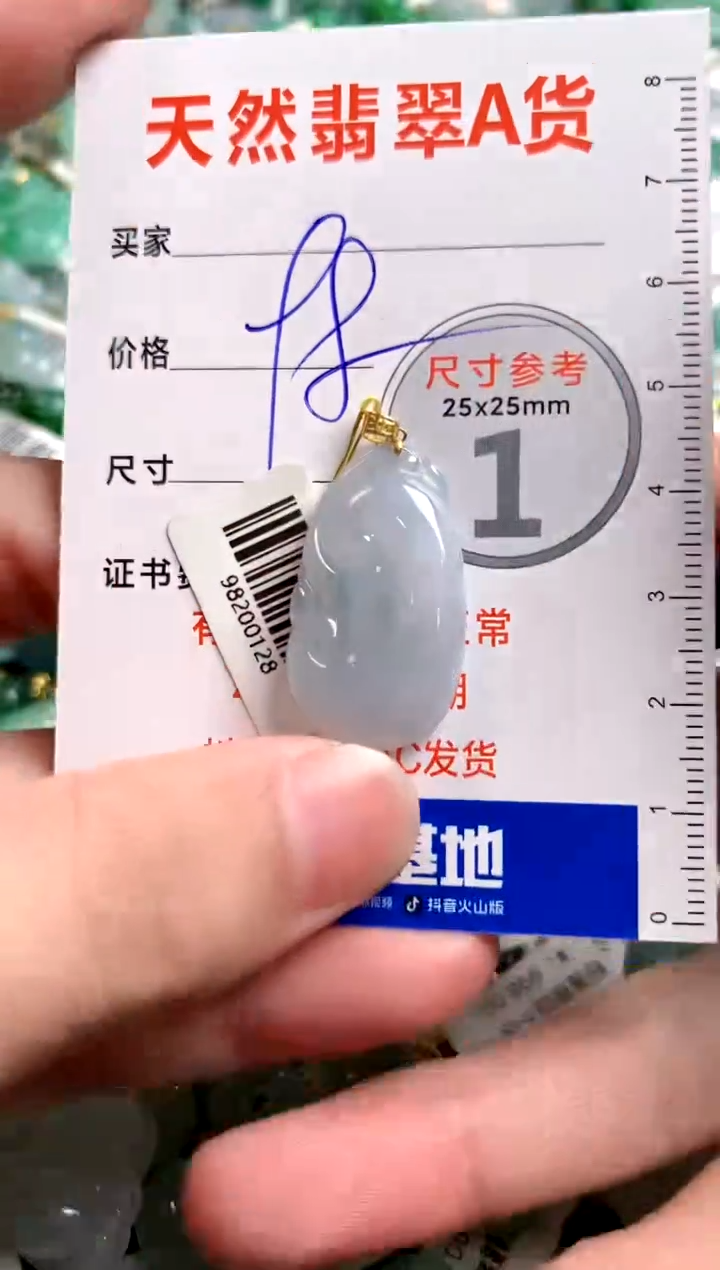 天然翡翠A货
买家
价格
尺寸参考
25x25mm
1
尺寸
证书
98200128
常
C发货
基地
抖音火山版
8
7
6
5
4
3
2
1
0